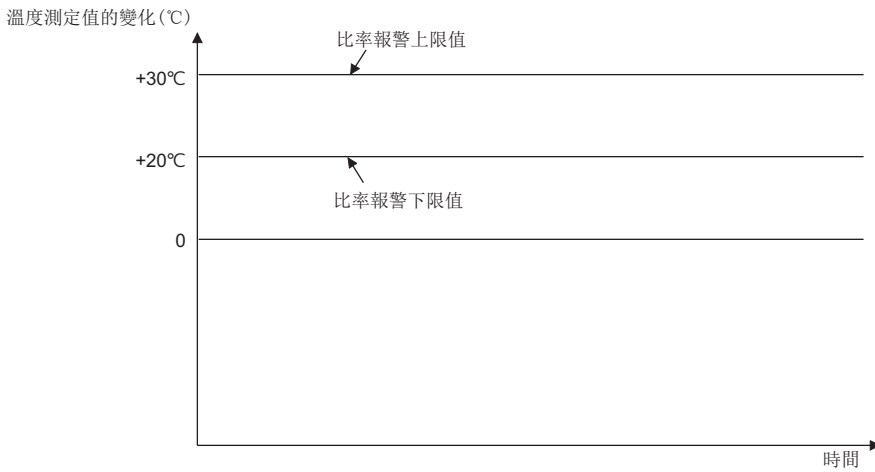 溫度測定值的變化(℃)
比率報警上限值
+30℃
+20℃
比率報警下限值
0
時間